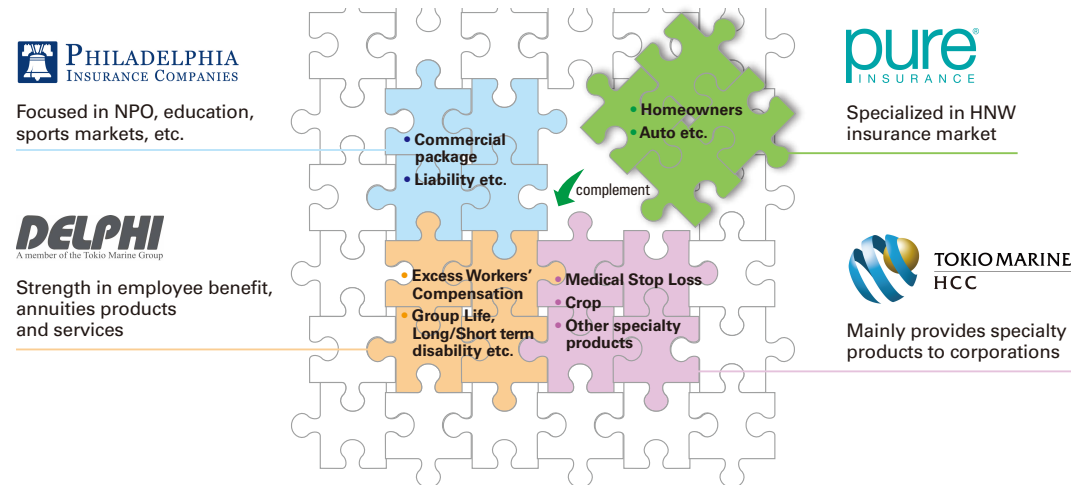 PHILADELPHIA
INSURANCE COMPANIES
Focused in NPO, education,
sports markets, etc.
• Commercial
package
• Liability etc.
• Homeowners
• Auto etc.
complement
pure®
INSURANCE
Specialized in HNW
insurance market
DELPHI
A member of the Tokio Marine Group
Strength in employee benefit,
annuities products
and services
• Excess Workers’
Compensation
• Group Life,
Long/Short term
disability etc.
• Medical Stop Loss
• Crop
• Other specialty
products
TOKIO MARINE
HCC
Mainly provides specialty
products to corporations